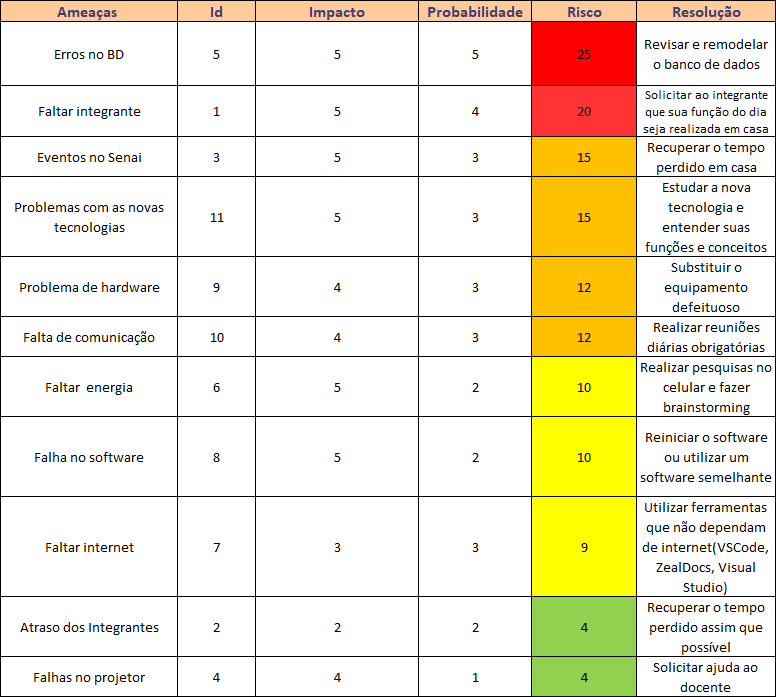 Ameaças Id Impacto Probabilidade Risco Resolução
Erros no BD 5 5 5 25 Revisar e remodelar
o banco de dados
Faltar integrante 1 5 4 20 Solicitar ao integrante
que sua função do dia
seja realizada em casa
Eventos no Senai 3 5 3 15 Recuperar o tempo
perdido em casa
Problemas com as novas
tecnologias 11 5 3 15 Estudar a nova
tecnologia e
entender suas
funções e conceitos
Problema de hardware 9 4 3 12 Substituir o
equipamento
defeituoso
Falta de comunicação 10 4 3 12 Realizar reuniões
diárias obrigatórias
Faltar energia 6 5 2 10 Realizar pesquisas no
celular e fazer
brainstorming
Falha no software 8 5 2 10 Reiniciar o software
ou utilizar um
software semelhante
Faltar internet 7 3 3 9 Utilizar ferramentas
que não dependam
de internet(VSCode,
ZealDocs, Visual
Studio)
Atraso dos Integrantes 2 2 2 4 Recuperar o tempo
perdido assim que
possível
Falhas no projetor 4 4 1 4 Solicitar ajuda ao
docente